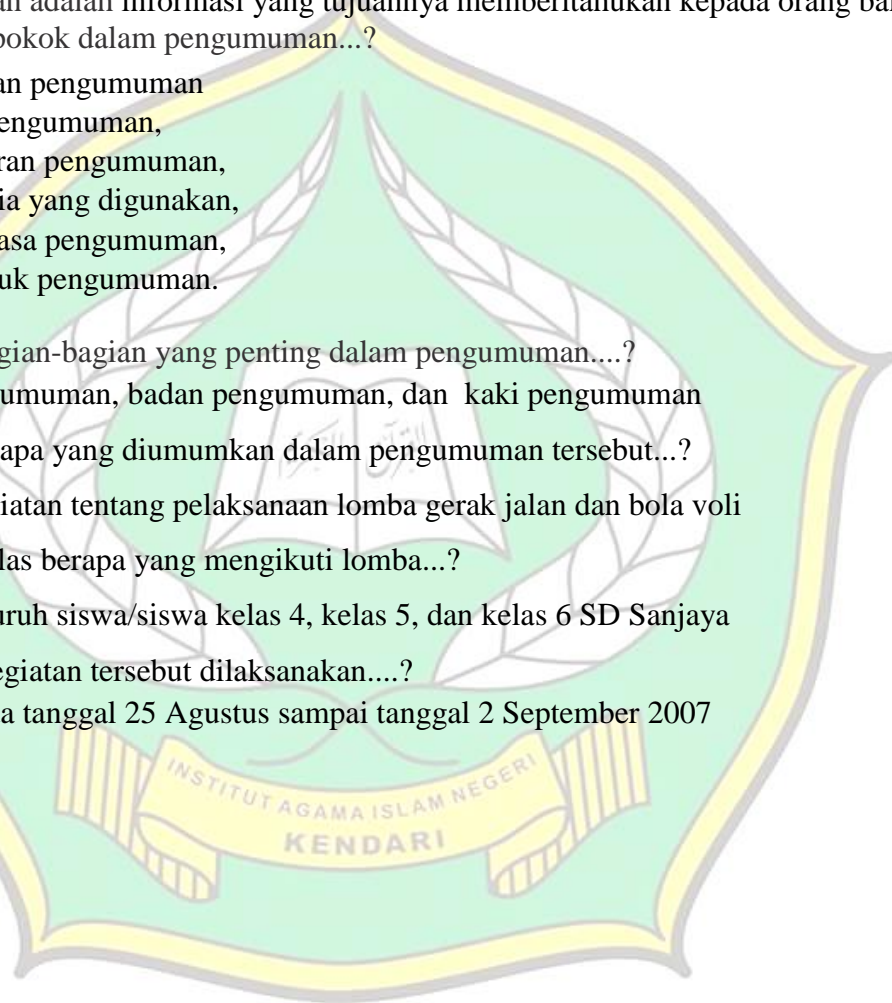 an adalah informasi yang tujuannya memberitahukan kepada orang ba
pokok dalam pengumuman...?
an pengumuman
engumuman,
ran pengumuman,
ia yang digunakan,
asa pengumuman,
uk pengumuman.
gian-bagian yang penting dalam pengumuman....?
umuman, badan pengumuman, dan kaki pengumuman
apa yang diumumkan dalam pengumuman tersebut...?
iatan tentang pelaksanaan lomba gerak jalan dan bola voli
las berapa yang mengikuti lomba...?
uruh siswa/siswa kelas 4, kelas 5, dan kelas 6 SD Sanjaya
egiatan tersebut dilaksanakan....?
a tanggal 25 Agustus sampai tanggal 2 September 2007
INSTITUT AGAMA ISLAM NEGERI
KENDARI